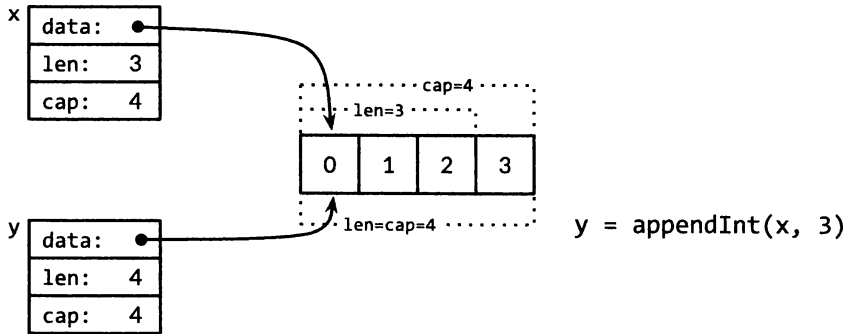 x
data:
len: 3
cap: 4
cap=4
len=3
0 1 2 3
len=cap=4
y = appendInt(x, 3)
y
data:
len: 4
cap: 4